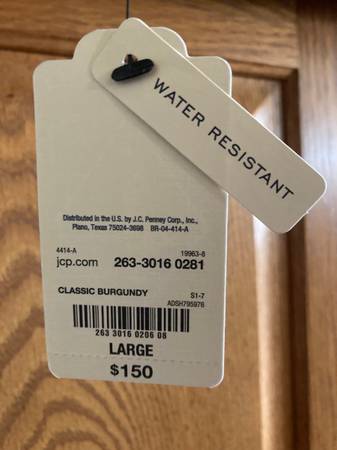 WATER RESISTANT
Distributed in the U.S. by J.C. Penney Corp., Inc.,
Plano, Texas 75024-3698 BR-04-414-A
4414-A 19963-8
jcp.com 263-3016 0281
CLASSIC BURGUNDY S1-7
ADSH795976
263 3016 0206 08
LARGE
$150